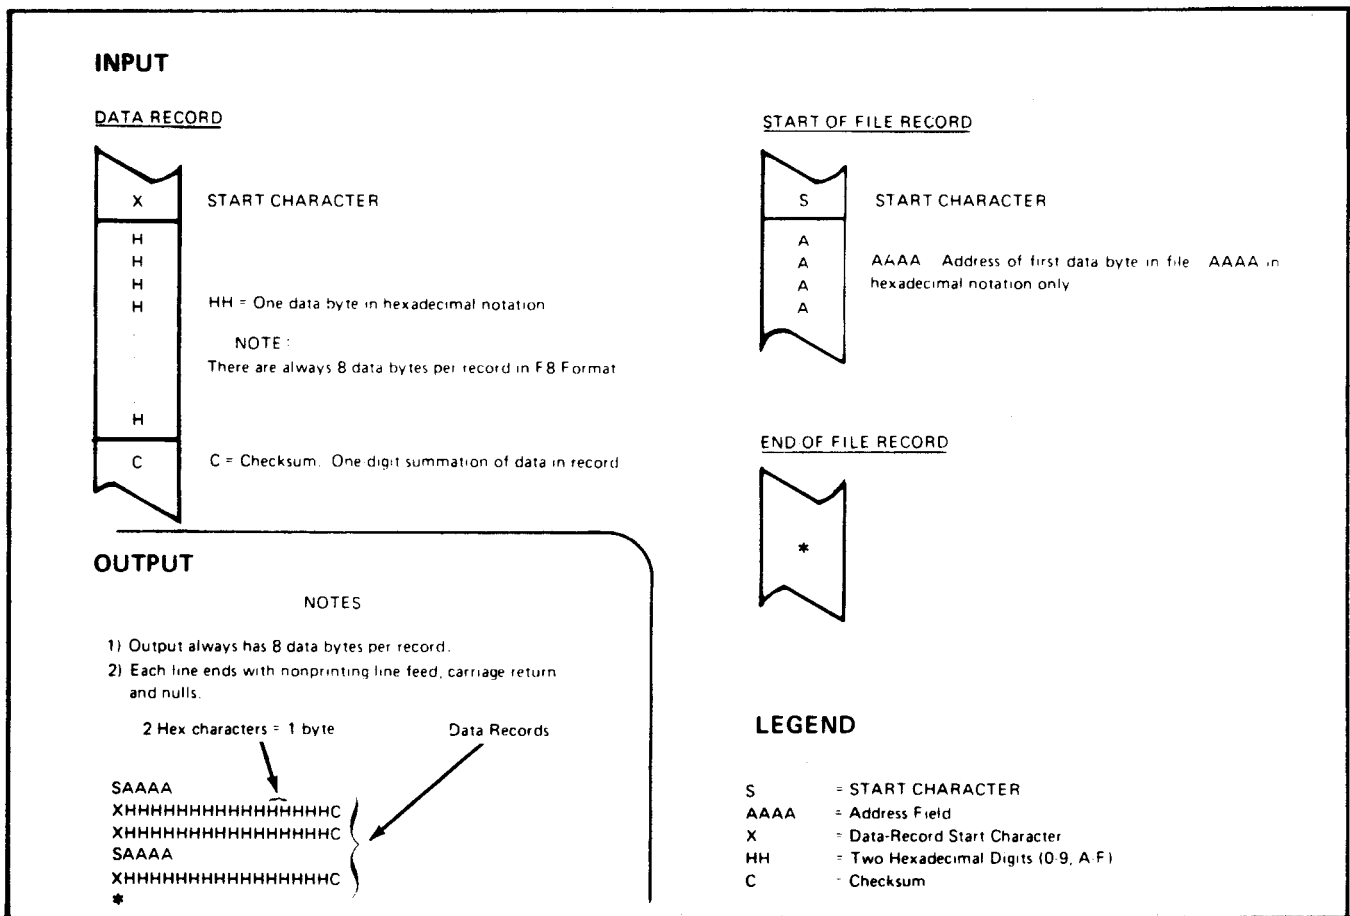 INPUT
DATA RECORD
X START CHARACTER
H
H
H
H HH = One data byte in hexadecimal notation
NOTE:
There are always 8 data bytes per record in F8 Format
H
C C = Checksum. One digit summation of data in record
START OF FILE RECORD
S START CHARACTER
A
A AAAA Address of first data byte in file AAAA in
A hexadecimal notation only
A
END OF FILE RECORD
*
OUTPUT
NOTES
1) Output always has 8 data bytes per record.
2) Each line ends with nonprinting line feed, carriage return
and nulls.
2 Hex characters = 1 byte Data Records
SAAAA
XHHHHHHHHHHHHHHHHC
XHHHHHHHHHHHHHHHHC
SAAAA
XHHHHHHHHHHHHHHHHC
*
LEGEND
S = START CHARACTER
AAAA = Address Field
X = Data-Record Start Character
HH = Two Hexadecimal Digits (0-9, A-F)
C = Checksum